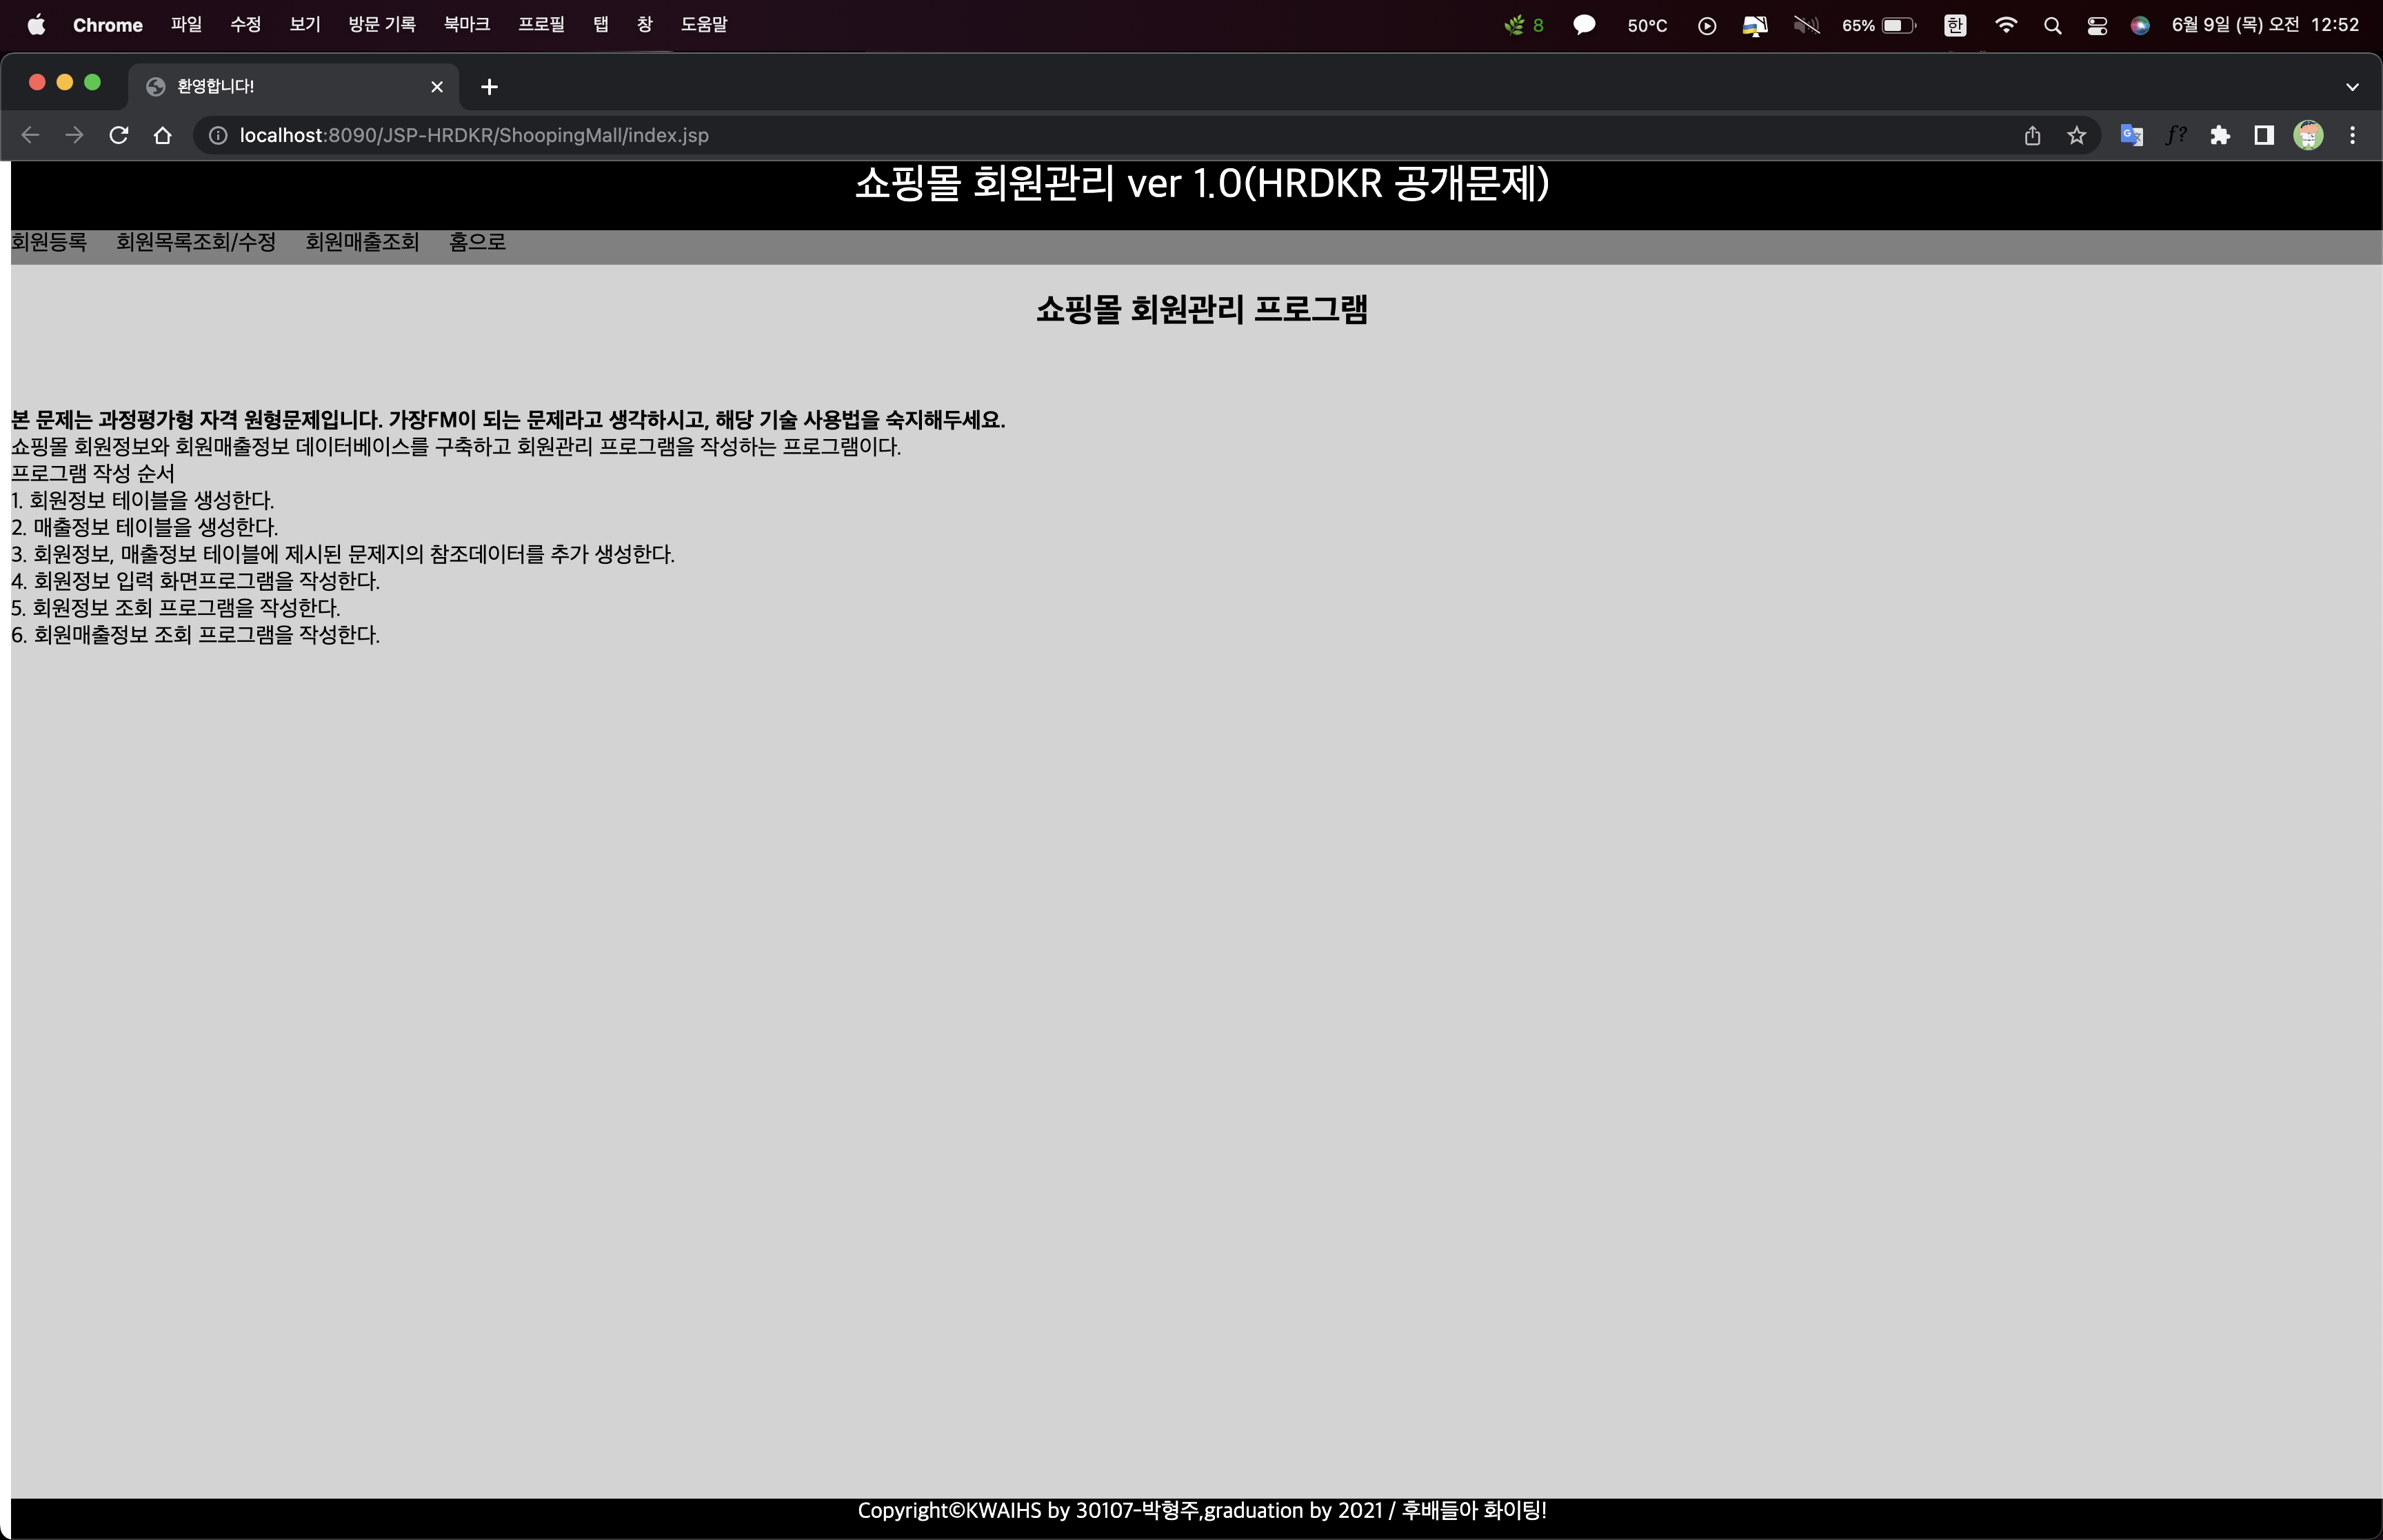 Chrome 파일 수정 보기 방문 기록 북마크 프로필 탭 창 도움말 8 50°C 65% 한 6월 9일 (목) 오전 12:52
환영합니다!
localhost:8090/JSP-HRDKR/ShoopingMall/index.jsp f?
쇼핑몰 회원관리 ver 1.0(HRDKR 공개문제)
회원등록 회원목록조회/수정 회원매출조회 홈으로
쇼핑몰 회원관리 프로그램
본 문제는 과정평가형 자격 원형문제입니다. 가장FM이 되는 문제라고 생각하시고, 해당 기술 사용법을 숙지해두세요.
쇼핑몰 회원정보와 회원매출정보 데이터베이스를 구축하고 회원관리 프로그램을 작성하는 프로그램이다.
프로그램 작성 순서
1. 회원정보 테이블을 생성한다.
2. 매출정보 테이블을 생성한다.
3. 회원정보, 매출정보 테이블에 제시된 문제지의 참조데이터를 추가 생성한다.
4. 회원정보 입력 화면프로그램을 작성한다.
5. 회원정보 조회 프로그램을 작성한다.
6. 회원매출정보 조회 프로그램을 작성한다.
Copyright©KWAIHS by 30107-박형주,graduation by 2021 / 후배들아 화이팅!